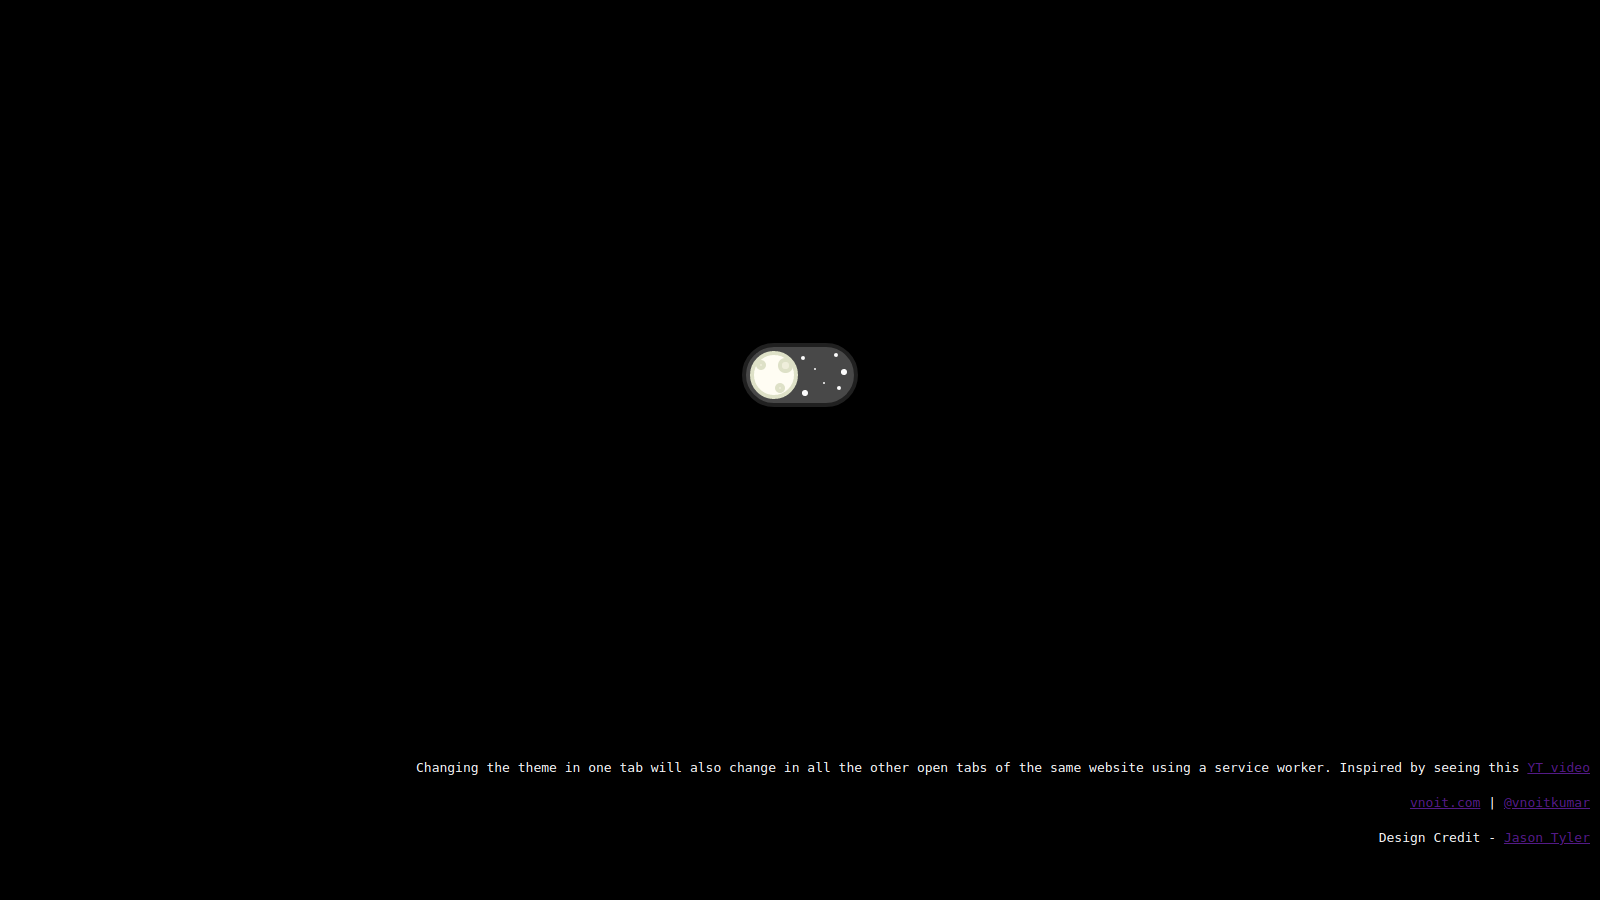 Changing the theme in one tab will also change in all the other open tabs of the same website using a service worker. Inspired by seeing this YT video
vnoit.com | @vnoitkumar
Design Credit - Jason Tyler